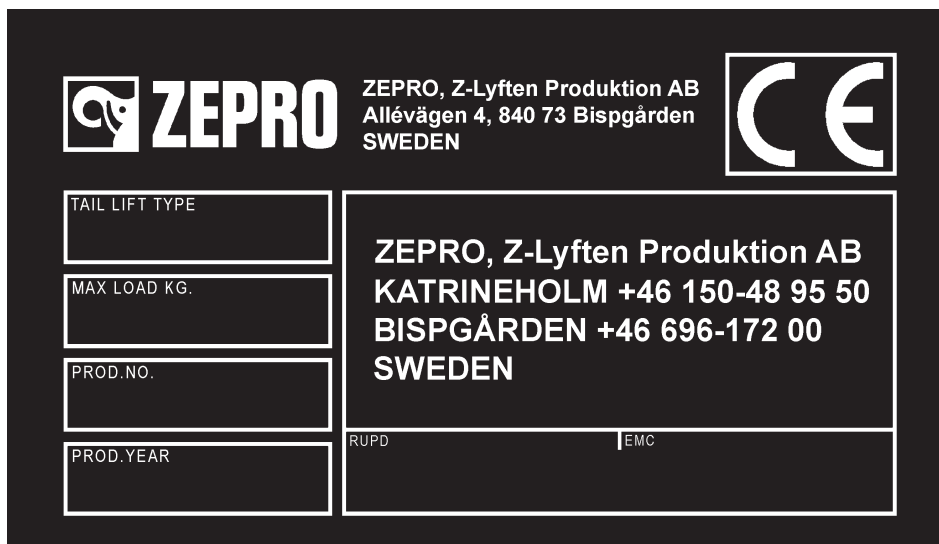 ZEPRO
ZEPRO, Z-Lyften Produktion AB
Allévägen 4, 840 73 Bispgården
SWEDEN
CE
TAIL LIFT TYPE
MAX LOAD KG.
PROD.NO.
PROD.YEAR
ZEPRO, Z-Lyften Produktion AB
KATRINEHOLM +46 150-48 95 50
BISPGÅRDEN +46 696-172 00
SWEDEN
RUPD
EMC